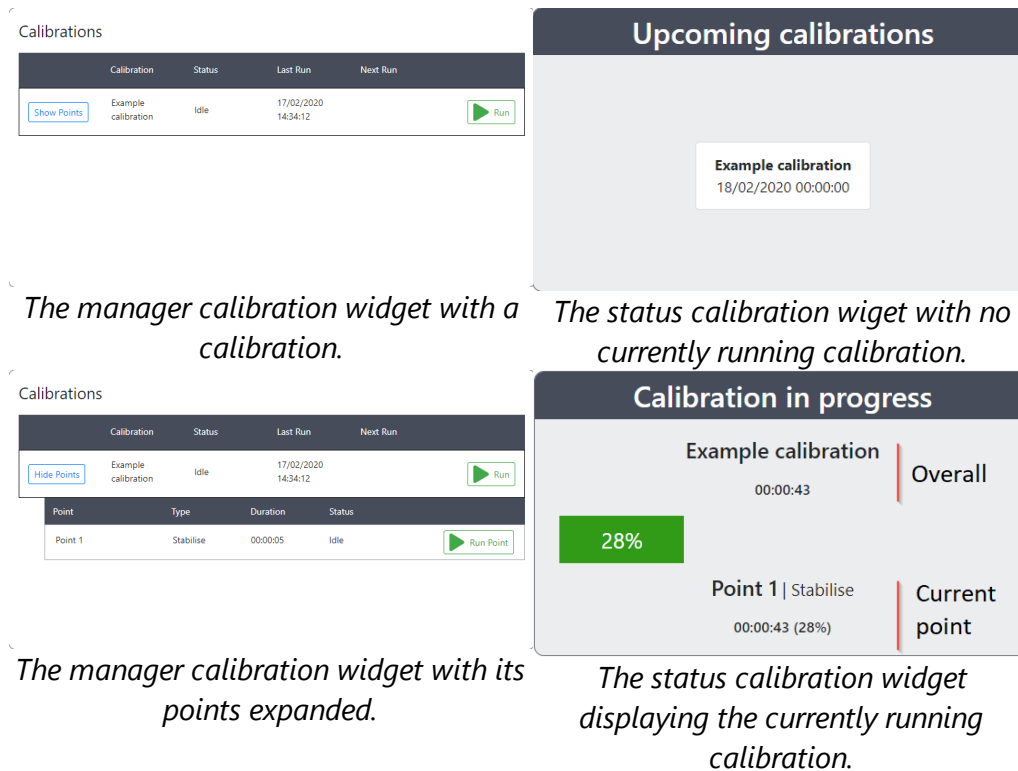 Calibrations
Calibration Status Last Run Next Run
Show Points Example calibration Idle 17/02/2020 14:34:12 Run
The manager calibration widget with a
calibration.
Upcoming calibrations
Example calibration
18/02/2020 00:00:00
The status calibration wiget with no
currently running calibration.
Calibrations
Calibration Status Last Run Next Run
Hide Points Example calibration Idle 17/02/2020 14:34:12 Run
Point Type Duration Status
Point 1 Stabilise 00:00:05 Idle Run Point
The manager calibration widget with its
points expanded.
Calibration in progress
Example calibration
00:00:43
Overall
28%
Point 1 | Stabilise
00:00:43 (28%)
Current
point
The status calibration widget
displaying the currently running
calibration.